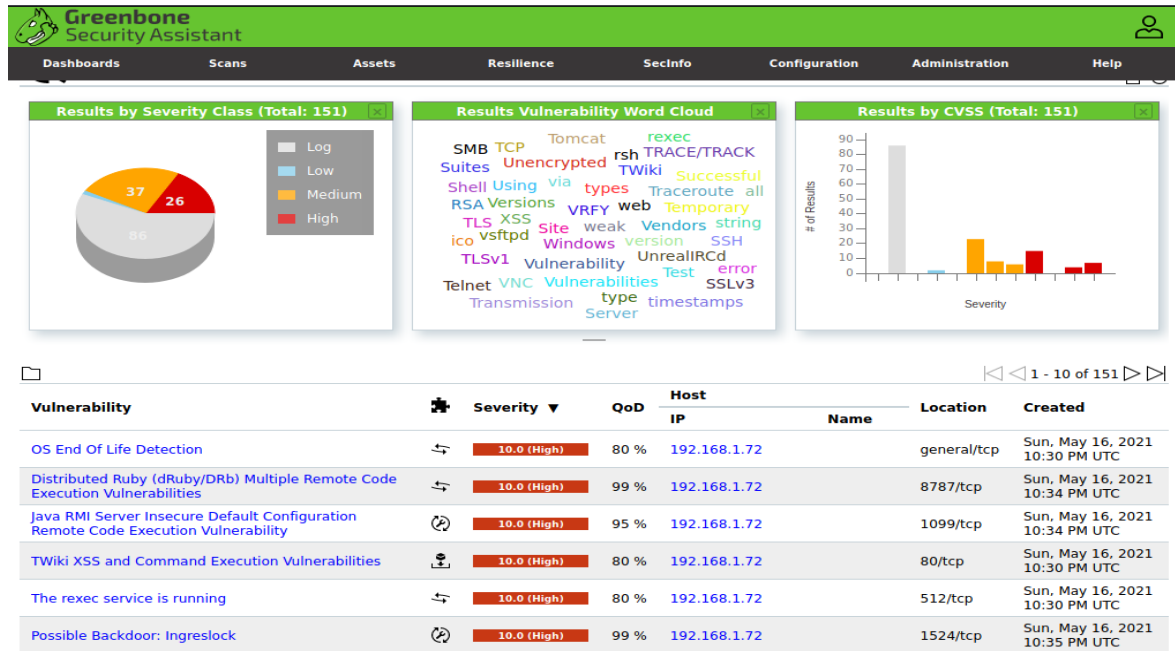 Greenbone
Security Assistant
Dashboards Scans Assets Resilience SecInfo Configuration Administration Help
Results by Severity Class (Total: 151)
Log
Low
Medium
High
37
26
86
Results Vulnerability Word Cloud
Tomcat rexec
SMB TCP rsh TRACE/TRACK
Suites Unencrypted TWiki Successful
Shell Using via types Traceroute all
RSA Versions VRFY web Temporary
TLS XSS Site weak Vendors string
ico vsftpd Windows version SSH
TLSv1 Vulnerability UnrealIRCd
Telnet VNC Vulnerabilities Test error
SSLv3
Transmission type timestamps
Server
Results by CVSS (Total: 151)
# of Results
90
80
70
60
50
40
30
20
10
0
Severity
1 - 10 of 151
Vulnerability Severity ▼ QoD Host Location Created
IP Name
OS End Of Life Detection 10.0 (High) 80 % 192.168.1.72 general/tcp Sun, May 16, 2021
10:30 PM UTC
Distributed Ruby (dRuby/DRb) Multiple Remote Code
Execution Vulnerabilities 10.0 (High) 99 % 192.168.1.72 8787/tcp Sun, May 16, 2021
10:34 PM UTC
Java RMI Server Insecure Default Configuration
Remote Code Execution Vulnerability 10.0 (High) 95 % 192.168.1.72 1099/tcp Sun, May 16, 2021
10:34 PM UTC
TWiki XSS and Command Execution Vulnerabilities 10.0 (High) 80 % 192.168.1.72 80/tcp Sun, May 16, 2021
10:30 PM UTC
The rexec service is running 10.0 (High) 80 % 192.168.1.72 512/tcp Sun, May 16, 2021
10:30 PM UTC
Possible Backdoor: Ingreslock 10.0 (High) 99 % 192.168.1.72 1524/tcp Sun, May 16, 2021
10:35 PM UTC